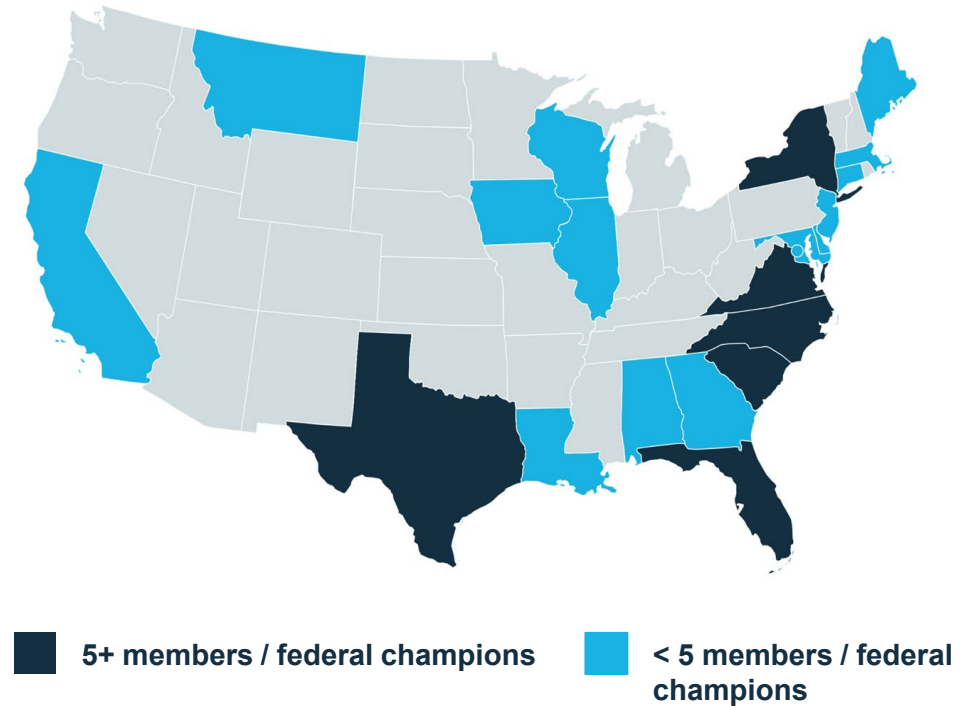 5+ members / federal champions
< 5 members / federal
champions